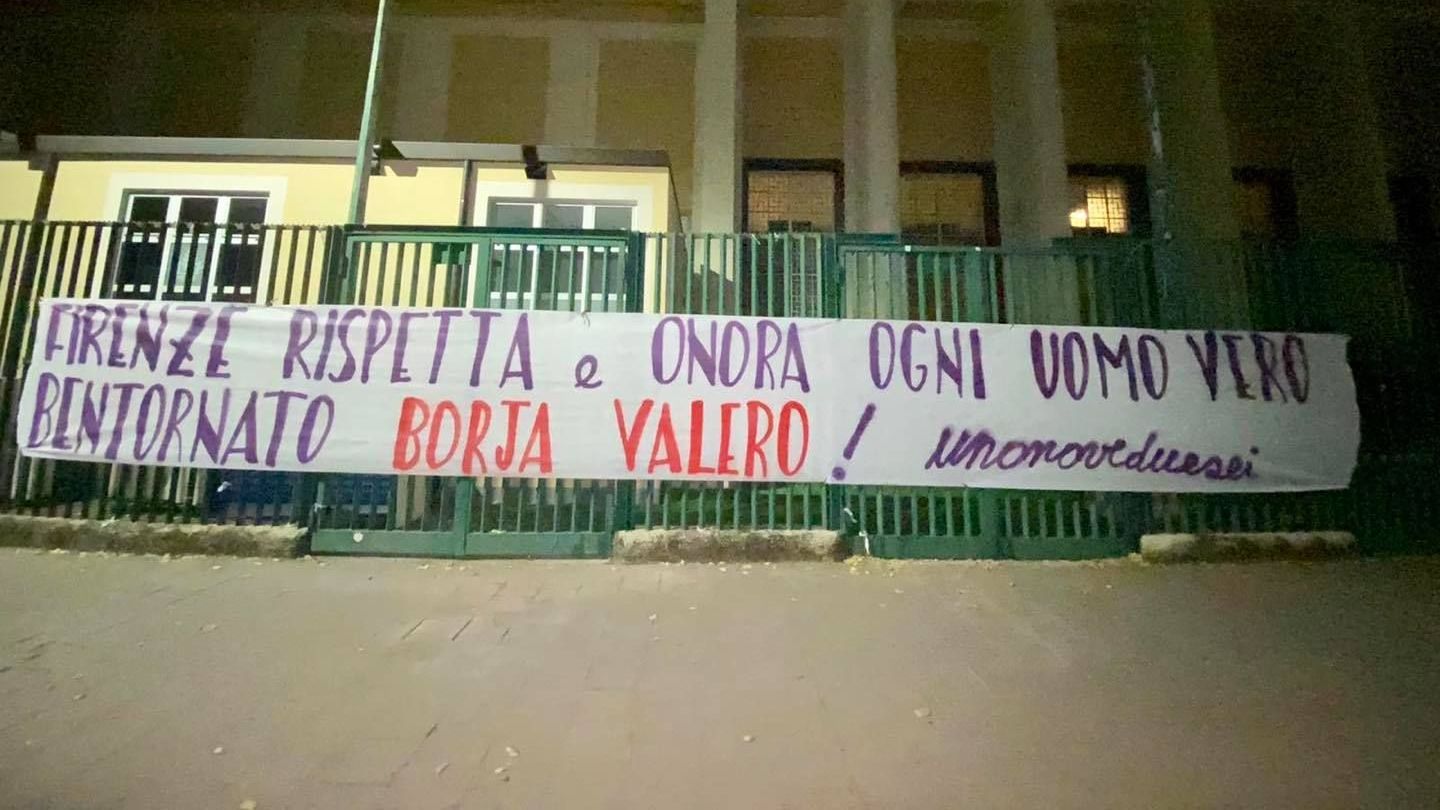 FIRENZE RISPETTA e ONORA OGNI UOMO VERO
BENTORNATO BORJA VALERO! unonoveduesei